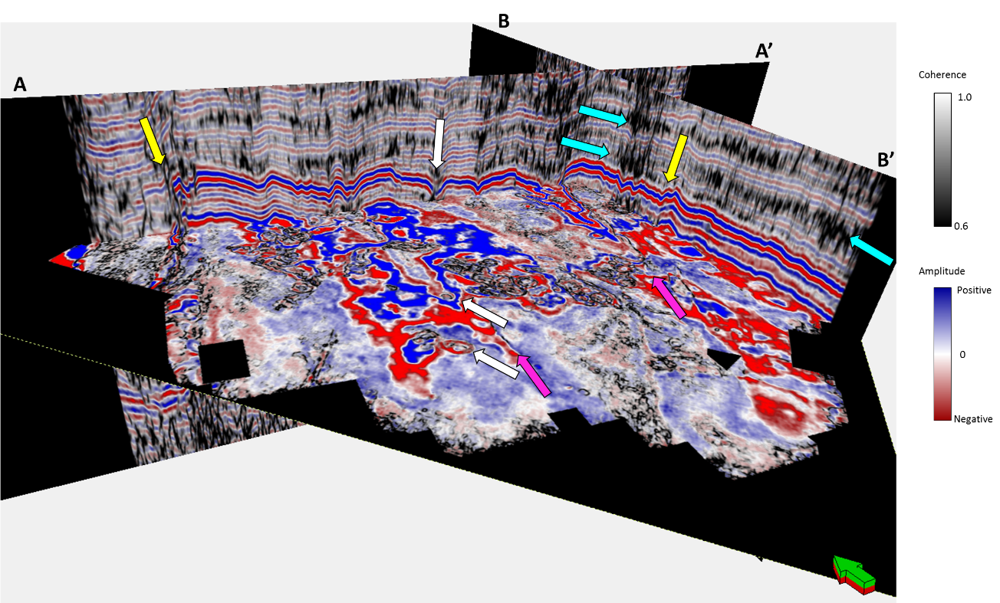 B
A’
A
Coherence
1.0
B’
0.6
Amplitude
Positive
0
Negative